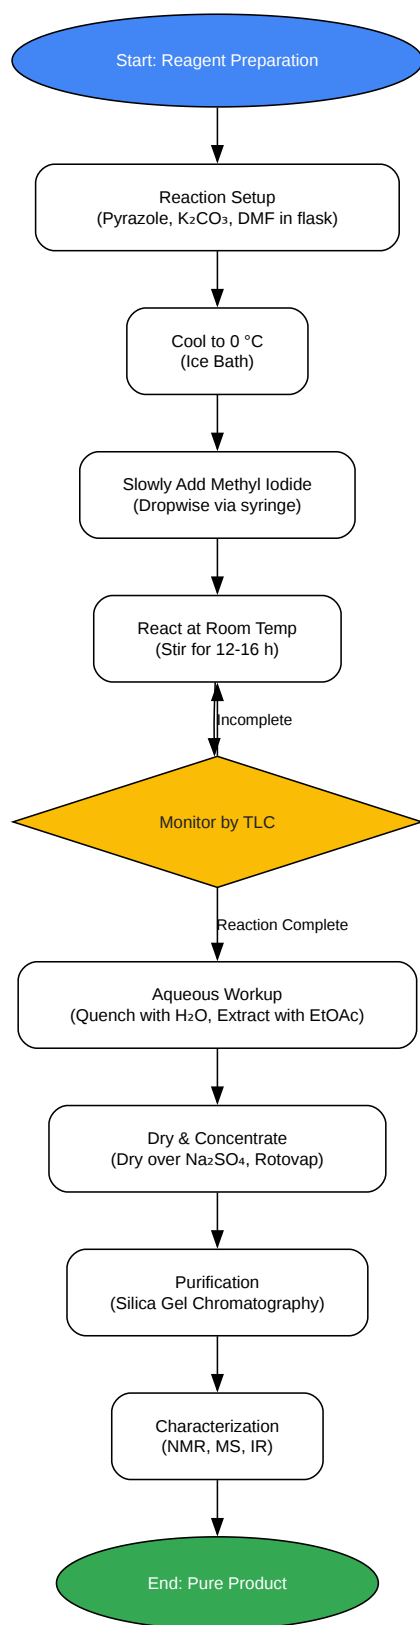 Start: Reagent Preparation
Reaction Setup
(Pyrazole, K₂CO₃, DMF in flask)
Cool to 0 °C
(Ice Bath)
Slowly Add Methyl Iodide
(Dropwise via syringe)
React at Room Temp
(Stir for 12-16 h)
Incomplete
Monitor by TLC
Reaction Complete
Aqueous Workup
(Quench with H₂O, Extract with EtOAc)
Dry & Concentrate
(Dry over Na₂SO₄, Rotovap)
Purification
(Silica Gel Chromatography)
Characterization
(NMR, MS, IR)
End: Pure Product